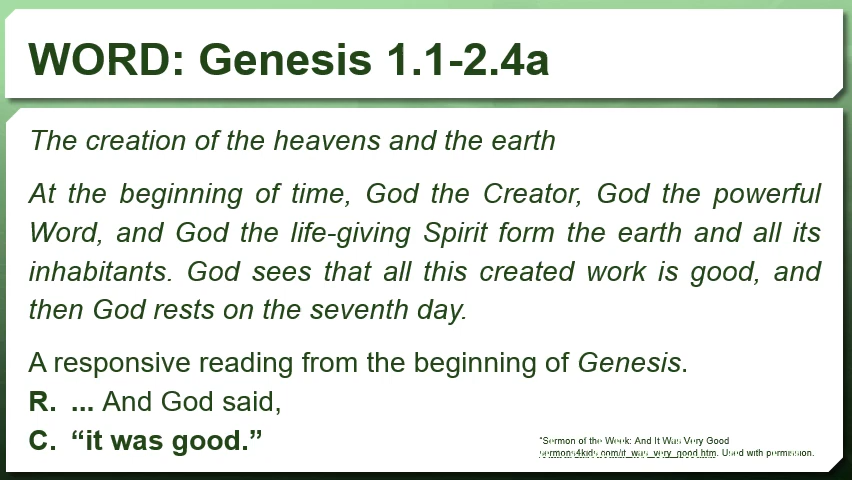 WORD: Genesis 1.1-2.4a
The creation of the heavens and the earth
At the beginning of time, God the Creator, God the powerful
Word, and God the life-giving Spirit form the earth and all its
inhabitants. God sees that all this created work is good, and
then God rests on the seventh day.
A responsive reading from the beginning of Genesis.
R. ... And God said,
C. “it was good.”
"Sermon of the Week: And It Was Very Good
sermons4kids.com/it_was_very_good.htm. Used with permission.